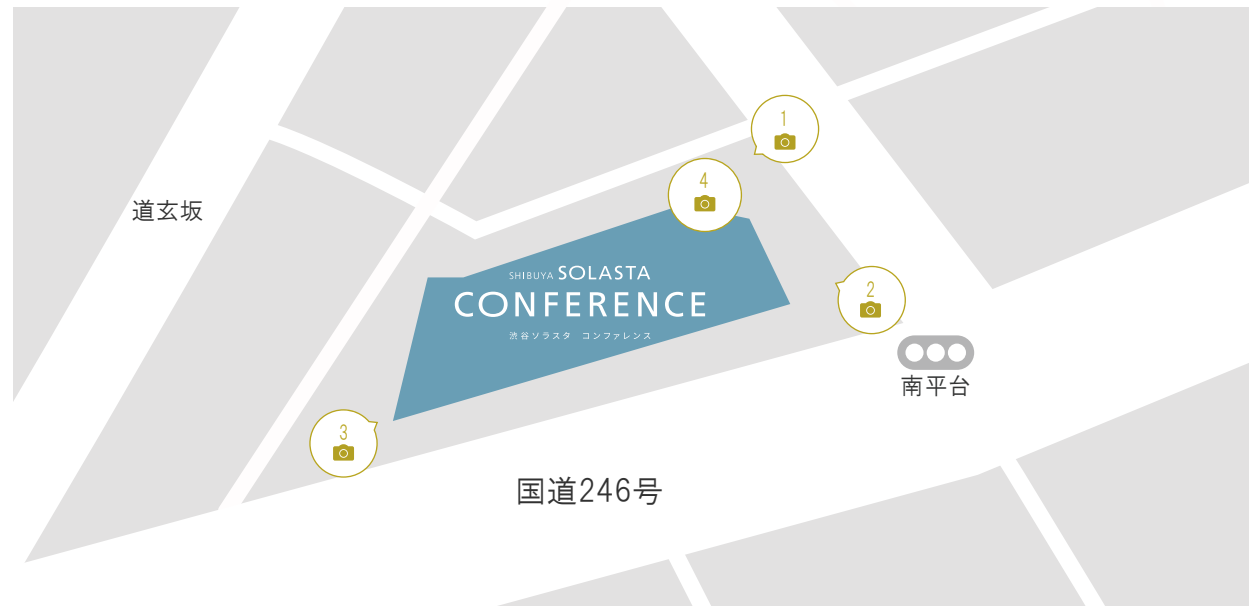 1
4
道玄坂
SHIBUYA SOLASTA
CONFERENCE
渋谷ソラスタ コンファレンス
2
南平台
3
国道246号